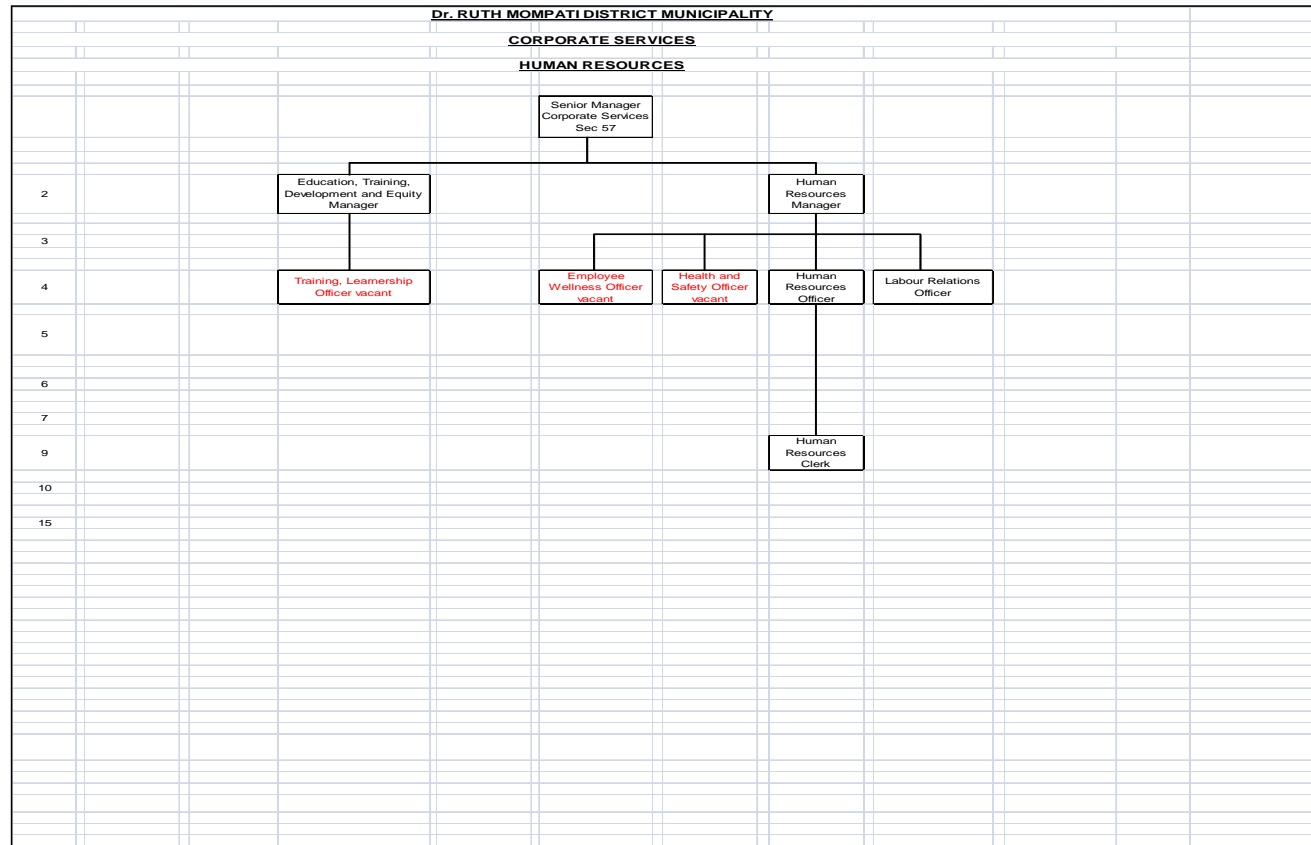 Dr. RUTH MOMPATI DISTRICT MUNICIPALITY
CORPORATE SERVICES
HUMAN RESOURCES
Senior Manager
Corporate Services
Sec 57
2
Education, Training,
Development and Equity
Manager
Human
Resources
Manager
3
4
Training, Learnership
Officer vacant
Employee
Wellness Officer
vacant
Health and
Safety Officer
vacant
Human
Resources
Officer
Labour Relations
Officer
5
6
7
9
Human
Resources
Clerk
10
15